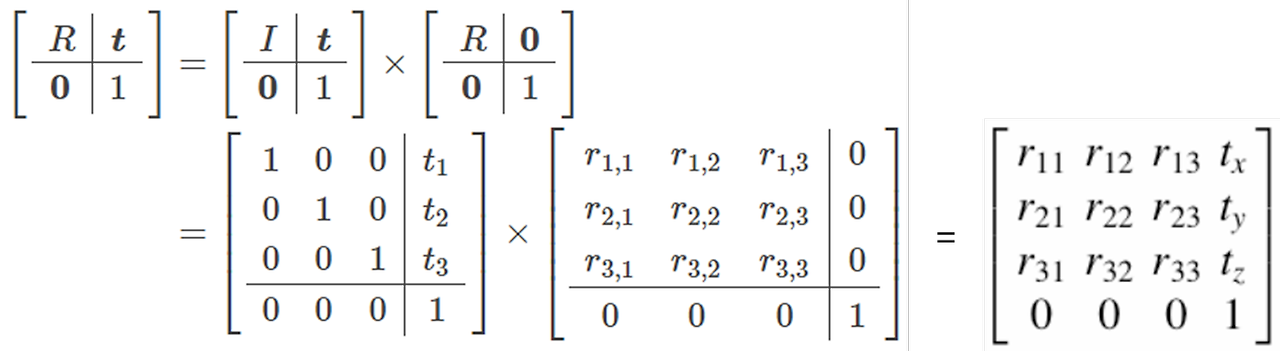 [ R | t ] = [ I | t ] × [ R | 0 ]
[ 0 | 1 ] [ 0 | 1 ] [ 0 | 1 ]
[ 1 0 0 | t₁ ] [ r₁,₁ r₁,₂ r₁,₃ | 0 ] [ r₁₁ r₁₂ r₁₃ tₓ ]
[ 0 1 0 | t₂ ] [ r₂,₁ r₂,₂ r₂,₃ | 0 ] [ r₂₁ r₂₂ r₂₃ t_y ]
= × =
[ 0 0 1 | t₃ ] [ r₃,₁ r₃,₂ r₃,₃ | 0 ] [ r₃₁ r₃₂ r₃₃ t_z ]
[ 0 0 0 | 1 ] [ 0 0 0 | 1 ] [ 0 0 0 1 ]